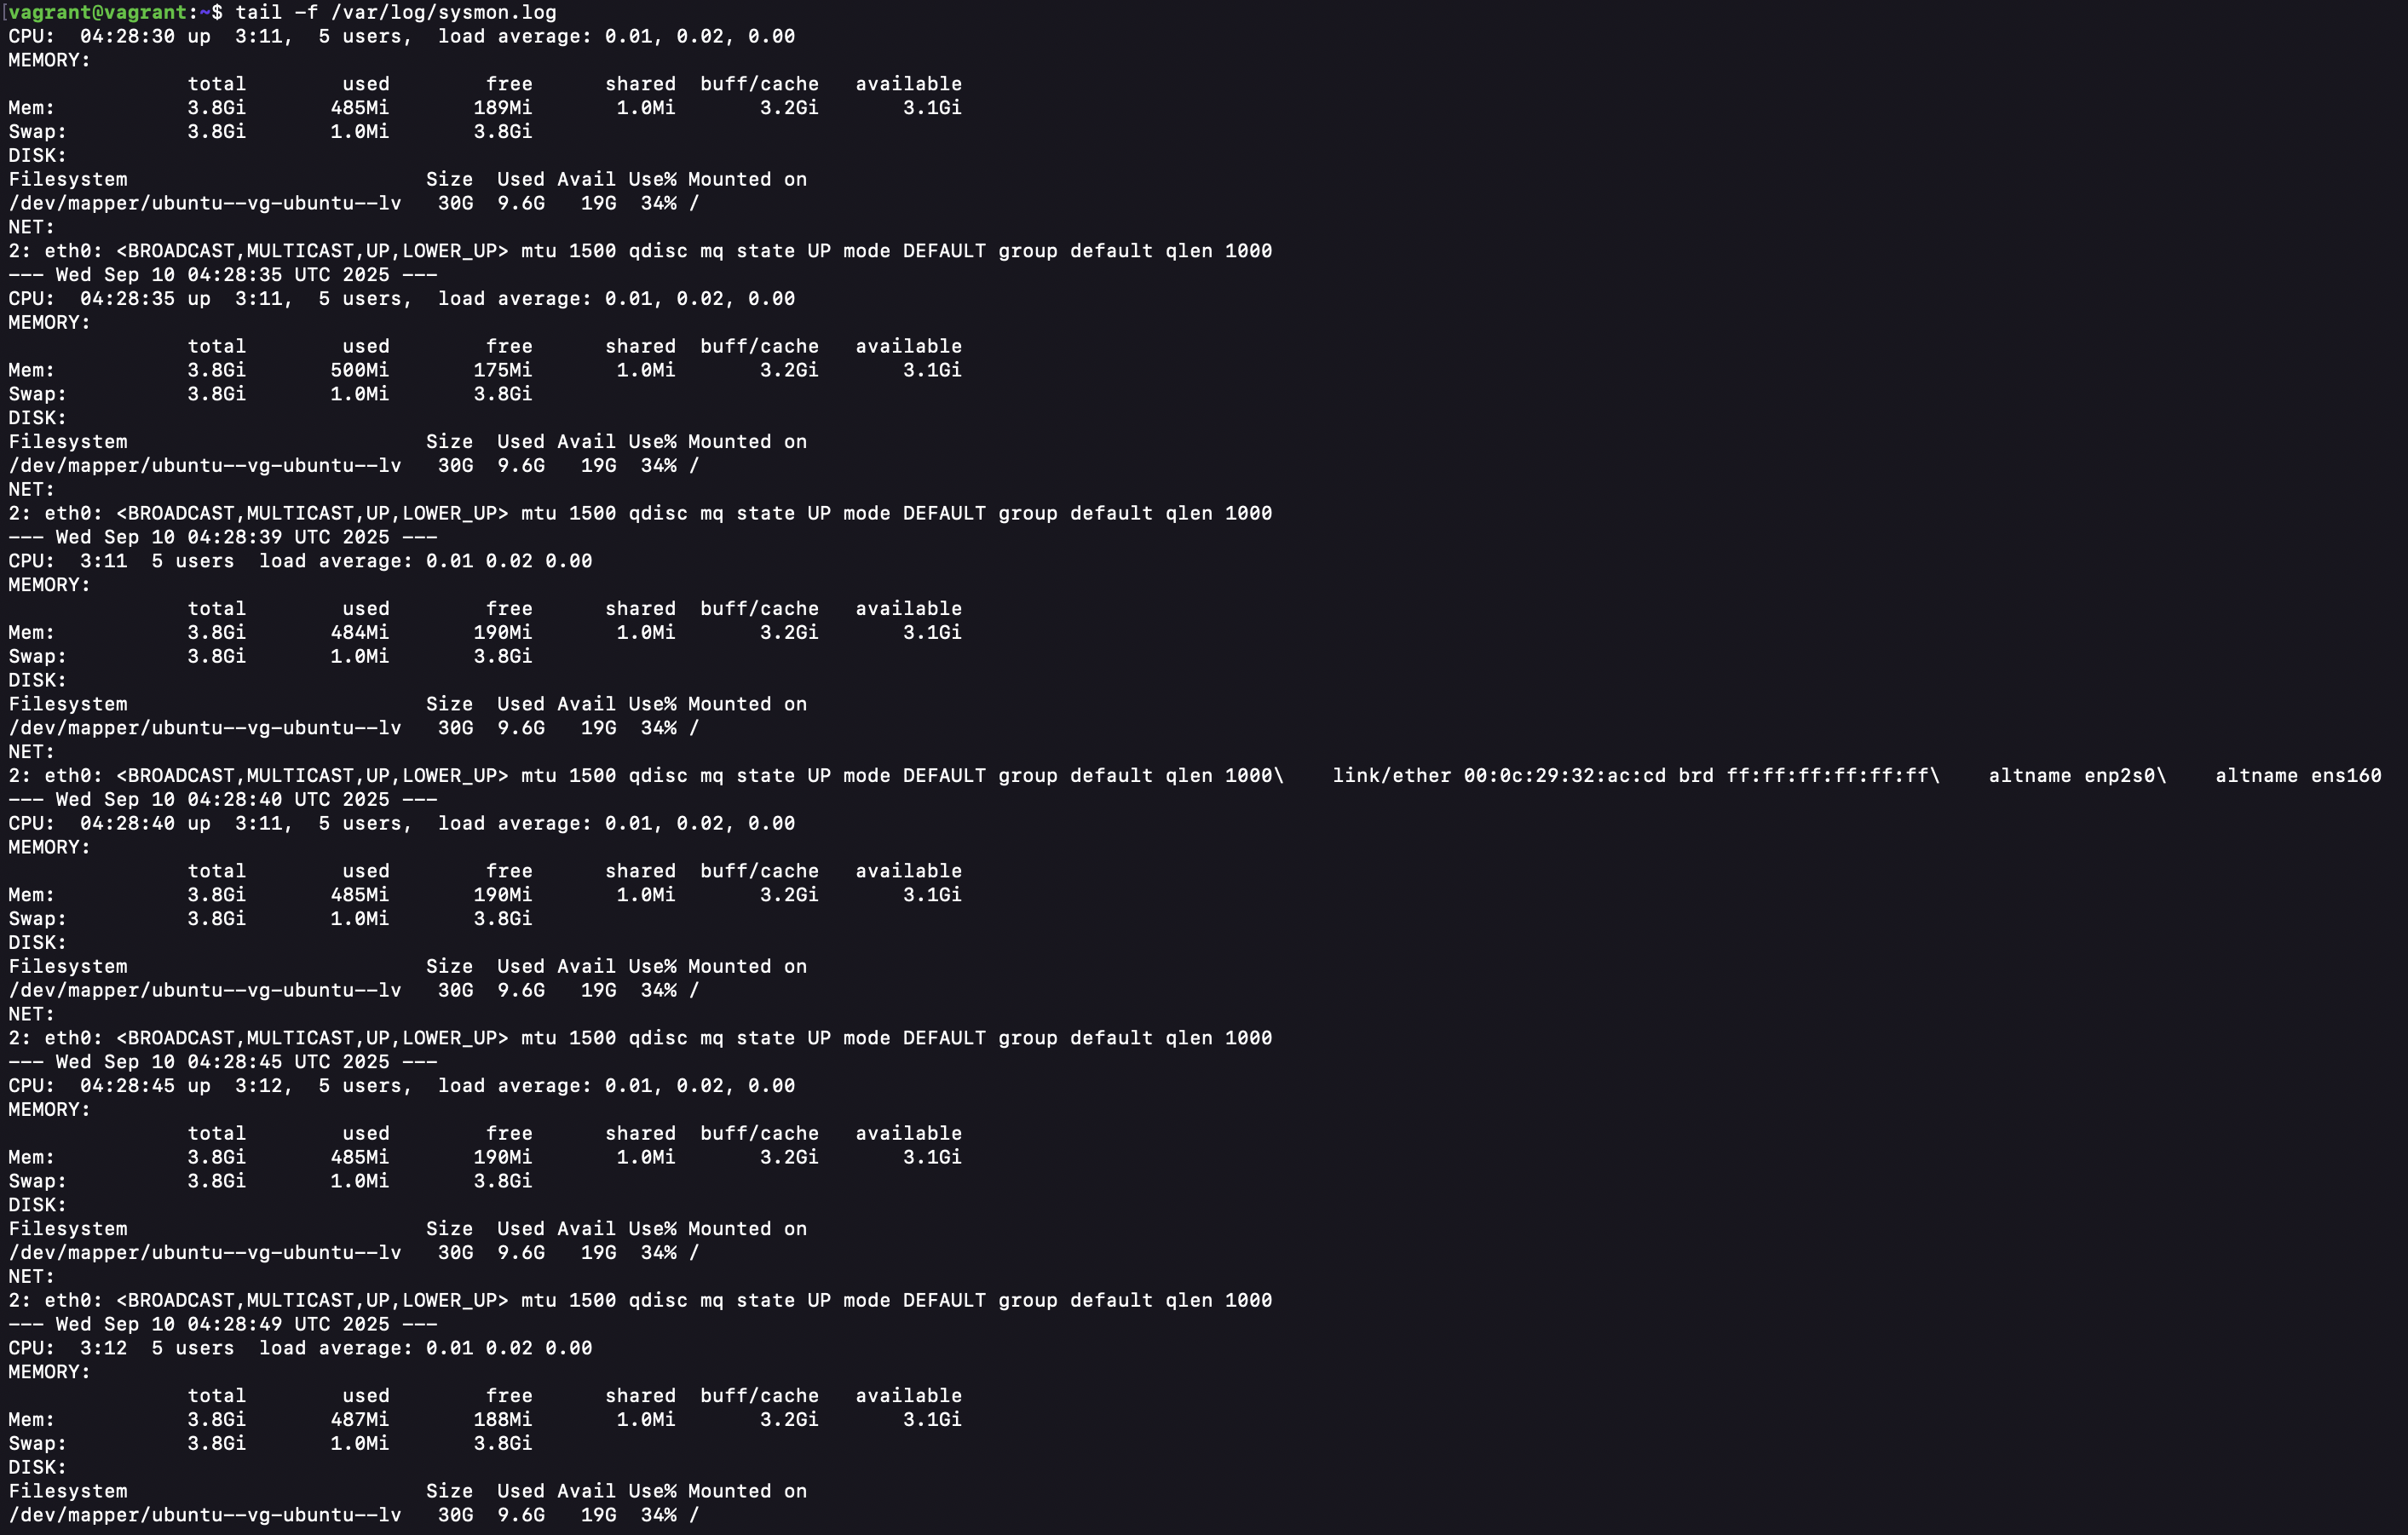 [vagrant@vagrant:~$ tail -f /var/log/sysmon.log
CPU:  04:28:30 up  3:11,  5 users,  load average: 0.01, 0.02, 0.00
MEMORY:
               total        used        free      shared  buff/cache   available
Mem:           3.8Gi       485Mi       189Mi       1.0Mi       3.2Gi       3.1Gi
Swap:          3.8Gi       1.0Mi       3.8Gi
DISK:
Filesystem                         Size  Used Avail Use% Mounted on
/dev/mapper/ubuntu--vg-ubuntu--lv   30G  9.6G   19G  34% /
NET:
2: eth0: <BROADCAST,MULTICAST,UP,LOWER_UP> mtu 1500 qdisc mq state UP mode DEFAULT group default qlen 1000
--- Wed Sep 10 04:28:35 UTC 2025 ---
CPU:  04:28:35 up  3:11,  5 users,  load average: 0.01, 0.02, 0.00
MEMORY:
               total        used        free      shared  buff/cache   available
Mem:           3.8Gi       500Mi       175Mi       1.0Mi       3.2Gi       3.1Gi
Swap:          3.8Gi       1.0Mi       3.8Gi
DISK:
Filesystem                         Size  Used Avail Use% Mounted on
/dev/mapper/ubuntu--vg-ubuntu--lv   30G  9.6G   19G  34% /
NET:
2: eth0: <BROADCAST,MULTICAST,UP,LOWER_UP> mtu 1500 qdisc mq state UP mode DEFAULT group default qlen 1000
--- Wed Sep 10 04:28:39 UTC 2025 ---
CPU:  3:11  5 users  load average: 0.01 0.02 0.00
MEMORY:
               total        used        free      shared  buff/cache   available
Mem:           3.8Gi       484Mi       190Mi       1.0Mi       3.2Gi       3.1Gi
Swap:          3.8Gi       1.0Mi       3.8Gi
DISK:
Filesystem                         Size  Used Avail Use% Mounted on
/dev/mapper/ubuntu--vg-ubuntu--lv   30G  9.6G   19G  34% /
NET:
2: eth0: <BROADCAST,MULTICAST,UP,LOWER_UP> mtu 1500 qdisc mq state UP mode DEFAULT group default qlen 1000\    link/ether 00:0c:29:32:ac:cd brd ff:ff:ff:ff:ff:ff\    altname enp2s0\    altname ens160
--- Wed Sep 10 04:28:40 UTC 2025 ---
CPU:  04:28:40 up  3:11,  5 users,  load average: 0.01, 0.02, 0.00
MEMORY:
               total        used        free      shared  buff/cache   available
Mem:           3.8Gi       485Mi       190Mi       1.0Mi       3.2Gi       3.1Gi
Swap:          3.8Gi       1.0Mi       3.8Gi
DISK:
Filesystem                         Size  Used Avail Use% Mounted on
/dev/mapper/ubuntu--vg-ubuntu--lv   30G  9.6G   19G  34% /
NET:
2: eth0: <BROADCAST,MULTICAST,UP,LOWER_UP> mtu 1500 qdisc mq state UP mode DEFAULT group default qlen 1000
--- Wed Sep 10 04:28:45 UTC 2025 ---
CPU:  04:28:45 up  3:12,  5 users,  load average: 0.01, 0.02, 0.00
MEMORY:
               total        used        free      shared  buff/cache   available
Mem:           3.8Gi       485Mi       190Mi       1.0Mi       3.2Gi       3.1Gi
Swap:          3.8Gi       1.0Mi       3.8Gi
DISK:
Filesystem                         Size  Used Avail Use% Mounted on
/dev/mapper/ubuntu--vg-ubuntu--lv   30G  9.6G   19G  34% /
NET:
2: eth0: <BROADCAST,MULTICAST,UP,LOWER_UP> mtu 1500 qdisc mq state UP mode DEFAULT group default qlen 1000
--- Wed Sep 10 04:28:49 UTC 2025 ---
CPU:  3:12  5 users  load average: 0.01 0.02 0.00
MEMORY:
               total        used        free      shared  buff/cache   available
Mem:           3.8Gi       487Mi       188Mi       1.0Mi       3.2Gi       3.1Gi
Swap:          3.8Gi       1.0Mi       3.8Gi
DISK:
Filesystem                         Size  Used Avail Use% Mounted on
/dev/mapper/ubuntu--vg-ubuntu--lv   30G  9.6G   19G  34% /